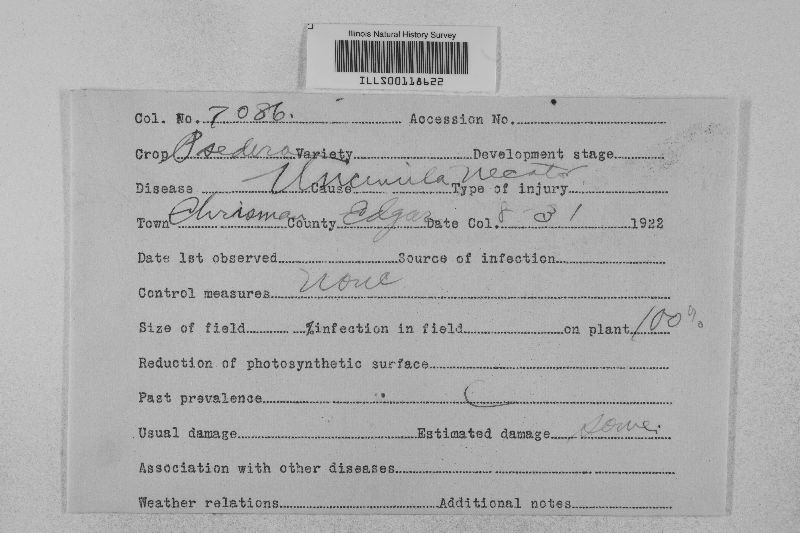 Illinois Natural History Survey
ILLS00118622
Col. No. 7086. Accession No.
Crop Psedera Variety Development stage
Disease Uncinula necator Cause Type of injury
Town Chrisman County Edgar Date Col. 8-31 1922
Date 1st observed Source of infection
Control measures none
Size of field %infection in field on plant 100%
Reduction of photosynthetic surface
Past prevalence
Usual damage Estimated damage some.
Association with other diseases
Weather relations Additional notes